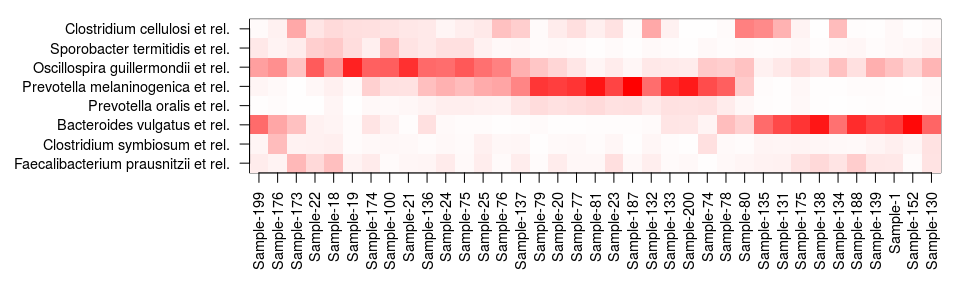 Clostridium cellulosi et rel.
Sporobacter termitidis et rel.
Oscillospira guillermondii et rel.
Prevotella melaninogenica et rel.
Prevotella oralis et rel.
Bacteroides vulgatus et rel.
Clostridium symbiosum et rel.
Faecalibacterium prausnitzii et rel.
Sample-199
Sample-176
Sample-173
Sample-22
Sample-18
Sample-19
Sample-174
Sample-100
Sample-21
Sample-136
Sample-24
Sample-75
Sample-25
Sample-76
Sample-137
Sample-79
Sample-20
Sample-77
Sample-81
Sample-23
Sample-187
Sample-132
Sample-133
Sample-200
Sample-74
Sample-78
Sample-80
Sample-135
Sample-131
Sample-175
Sample-138
Sample-134
Sample-188
Sample-139
Sample-1
Sample-152
Sample-130